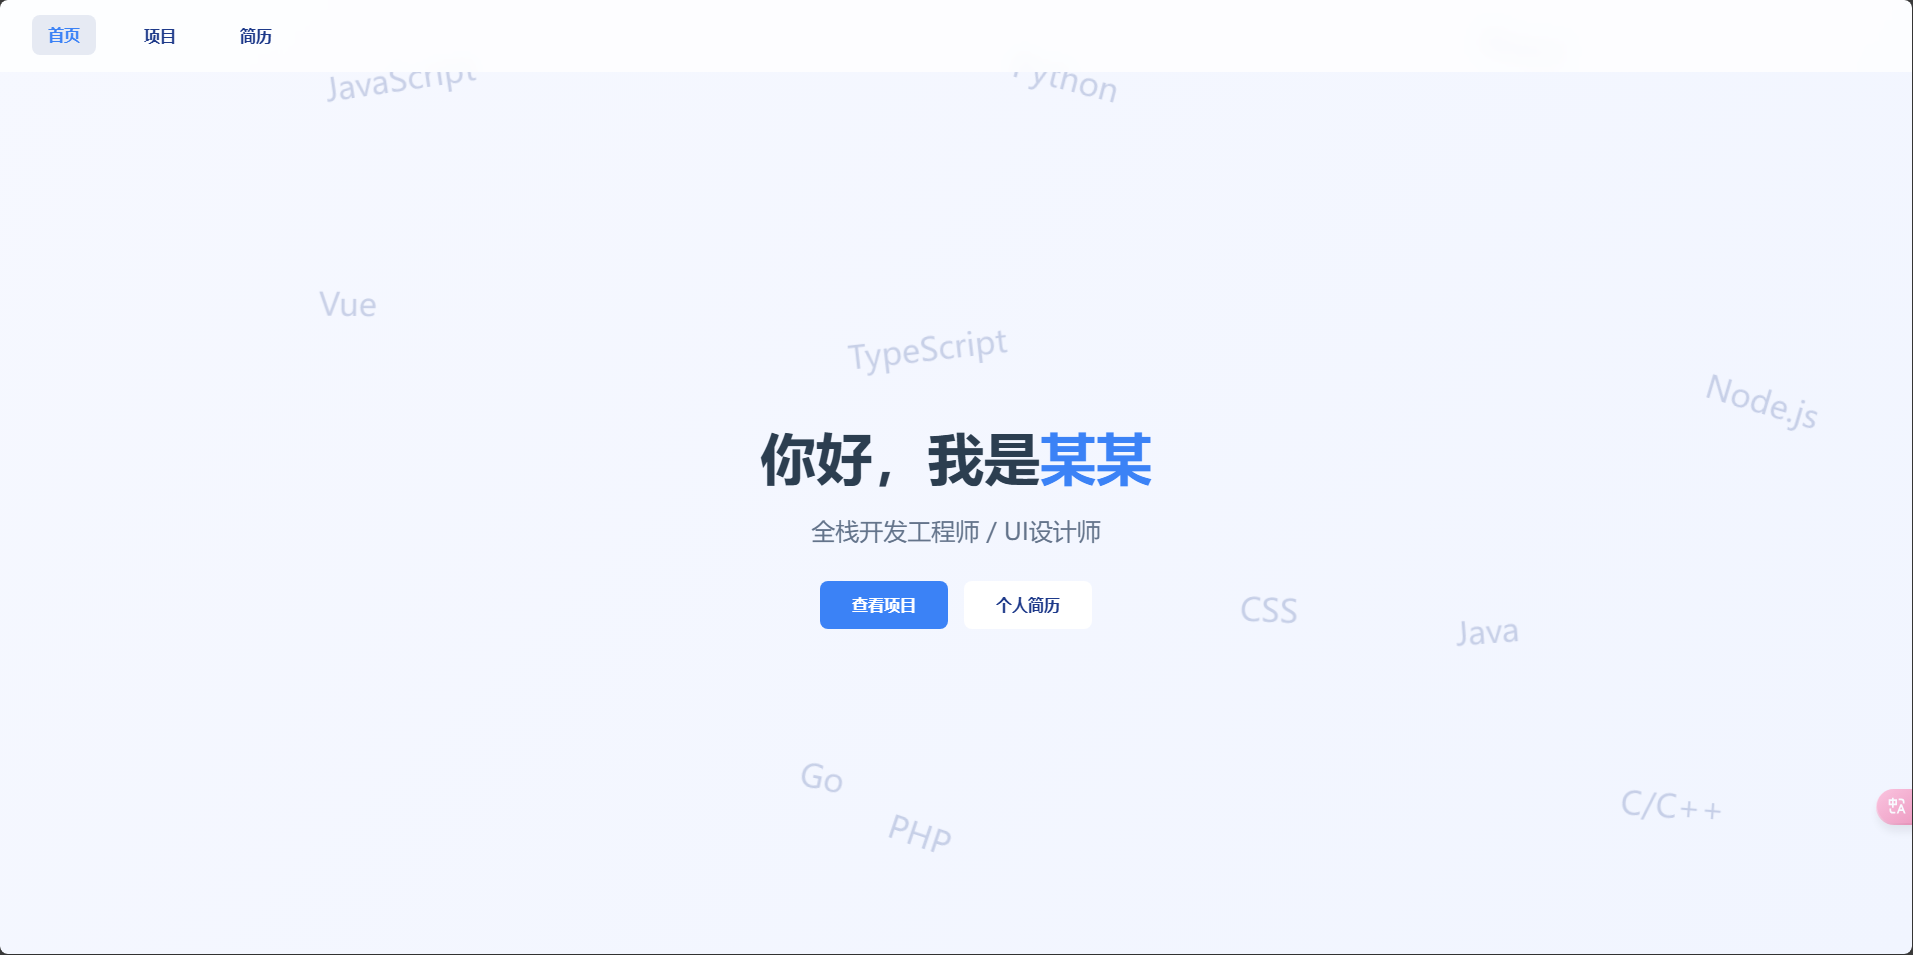 首页
项目
简历
JavaScript
Python
Vue
TypeScript
Node.js
你好，我是某某
全栈开发工程师 / UI设计师
查看项目
个人简历
CSS
Java
Go
C/C++
PHP